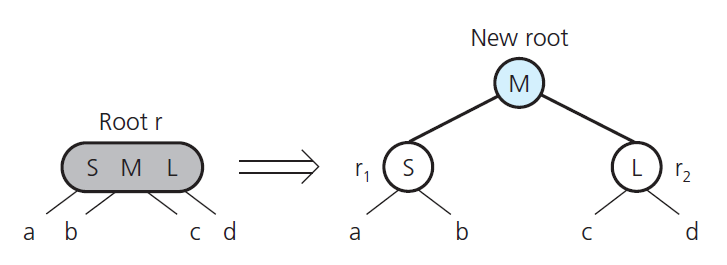 New root
M
Root r
S M L
r1 S
L r2
a b c d
a b c d